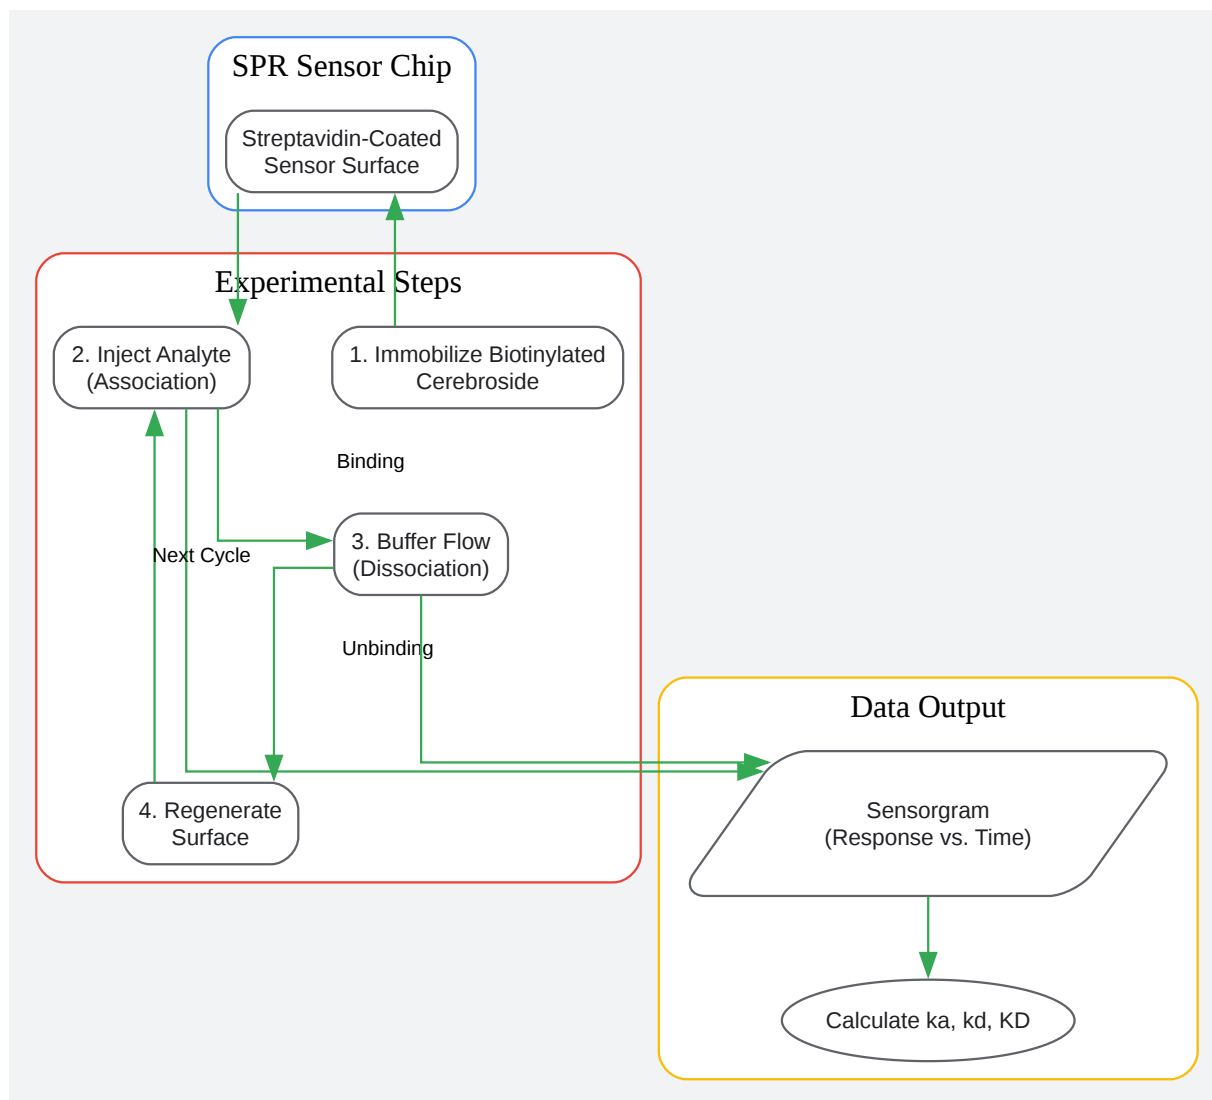 SPR Sensor Chip
Streptavidin-Coated
Sensor Surface
Experimental Steps
2. Inject Analyte
(Association)
1. Immobilize Biotinylated
Cerebroside
Binding
3. Buffer Flow
(Dissociation)
Next Cycle
Unbinding
Data Output
4. Regenerate
Surface
Sensorgram
(Response vs. Time)
Calculate ka, kd, KD